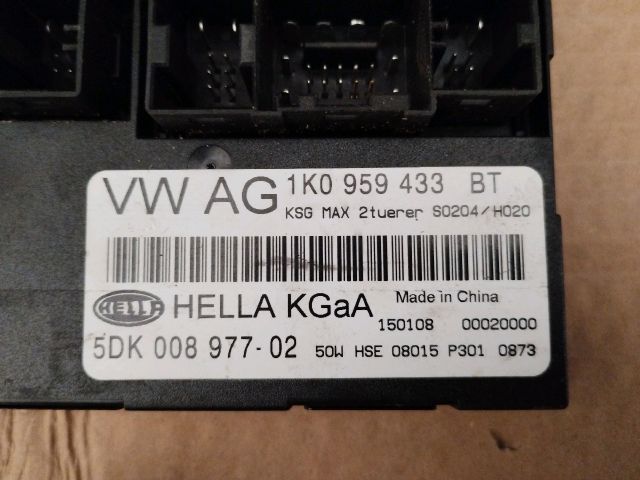 VW AG 1K0 959 433 BT
KSG MAX 2tuerer S0204/H020
HELLA HELLA KGaA Made in China
150108 00020000
5DK 008 977-02 50W HSE 08015 P301 0873